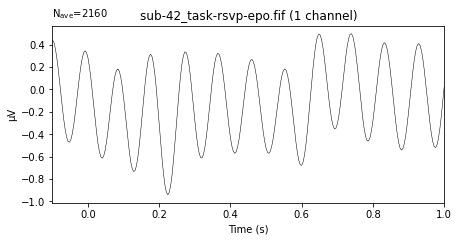 N_ave=2160
sub-42_task-rsvp-epo.fif (1 channel)
0.4
0.2
0.0
−0.2
−0.4
−0.6
−0.8
−1.0
µV
0.0 0.2 0.4 0.6 0.8 1.0
Time (s)